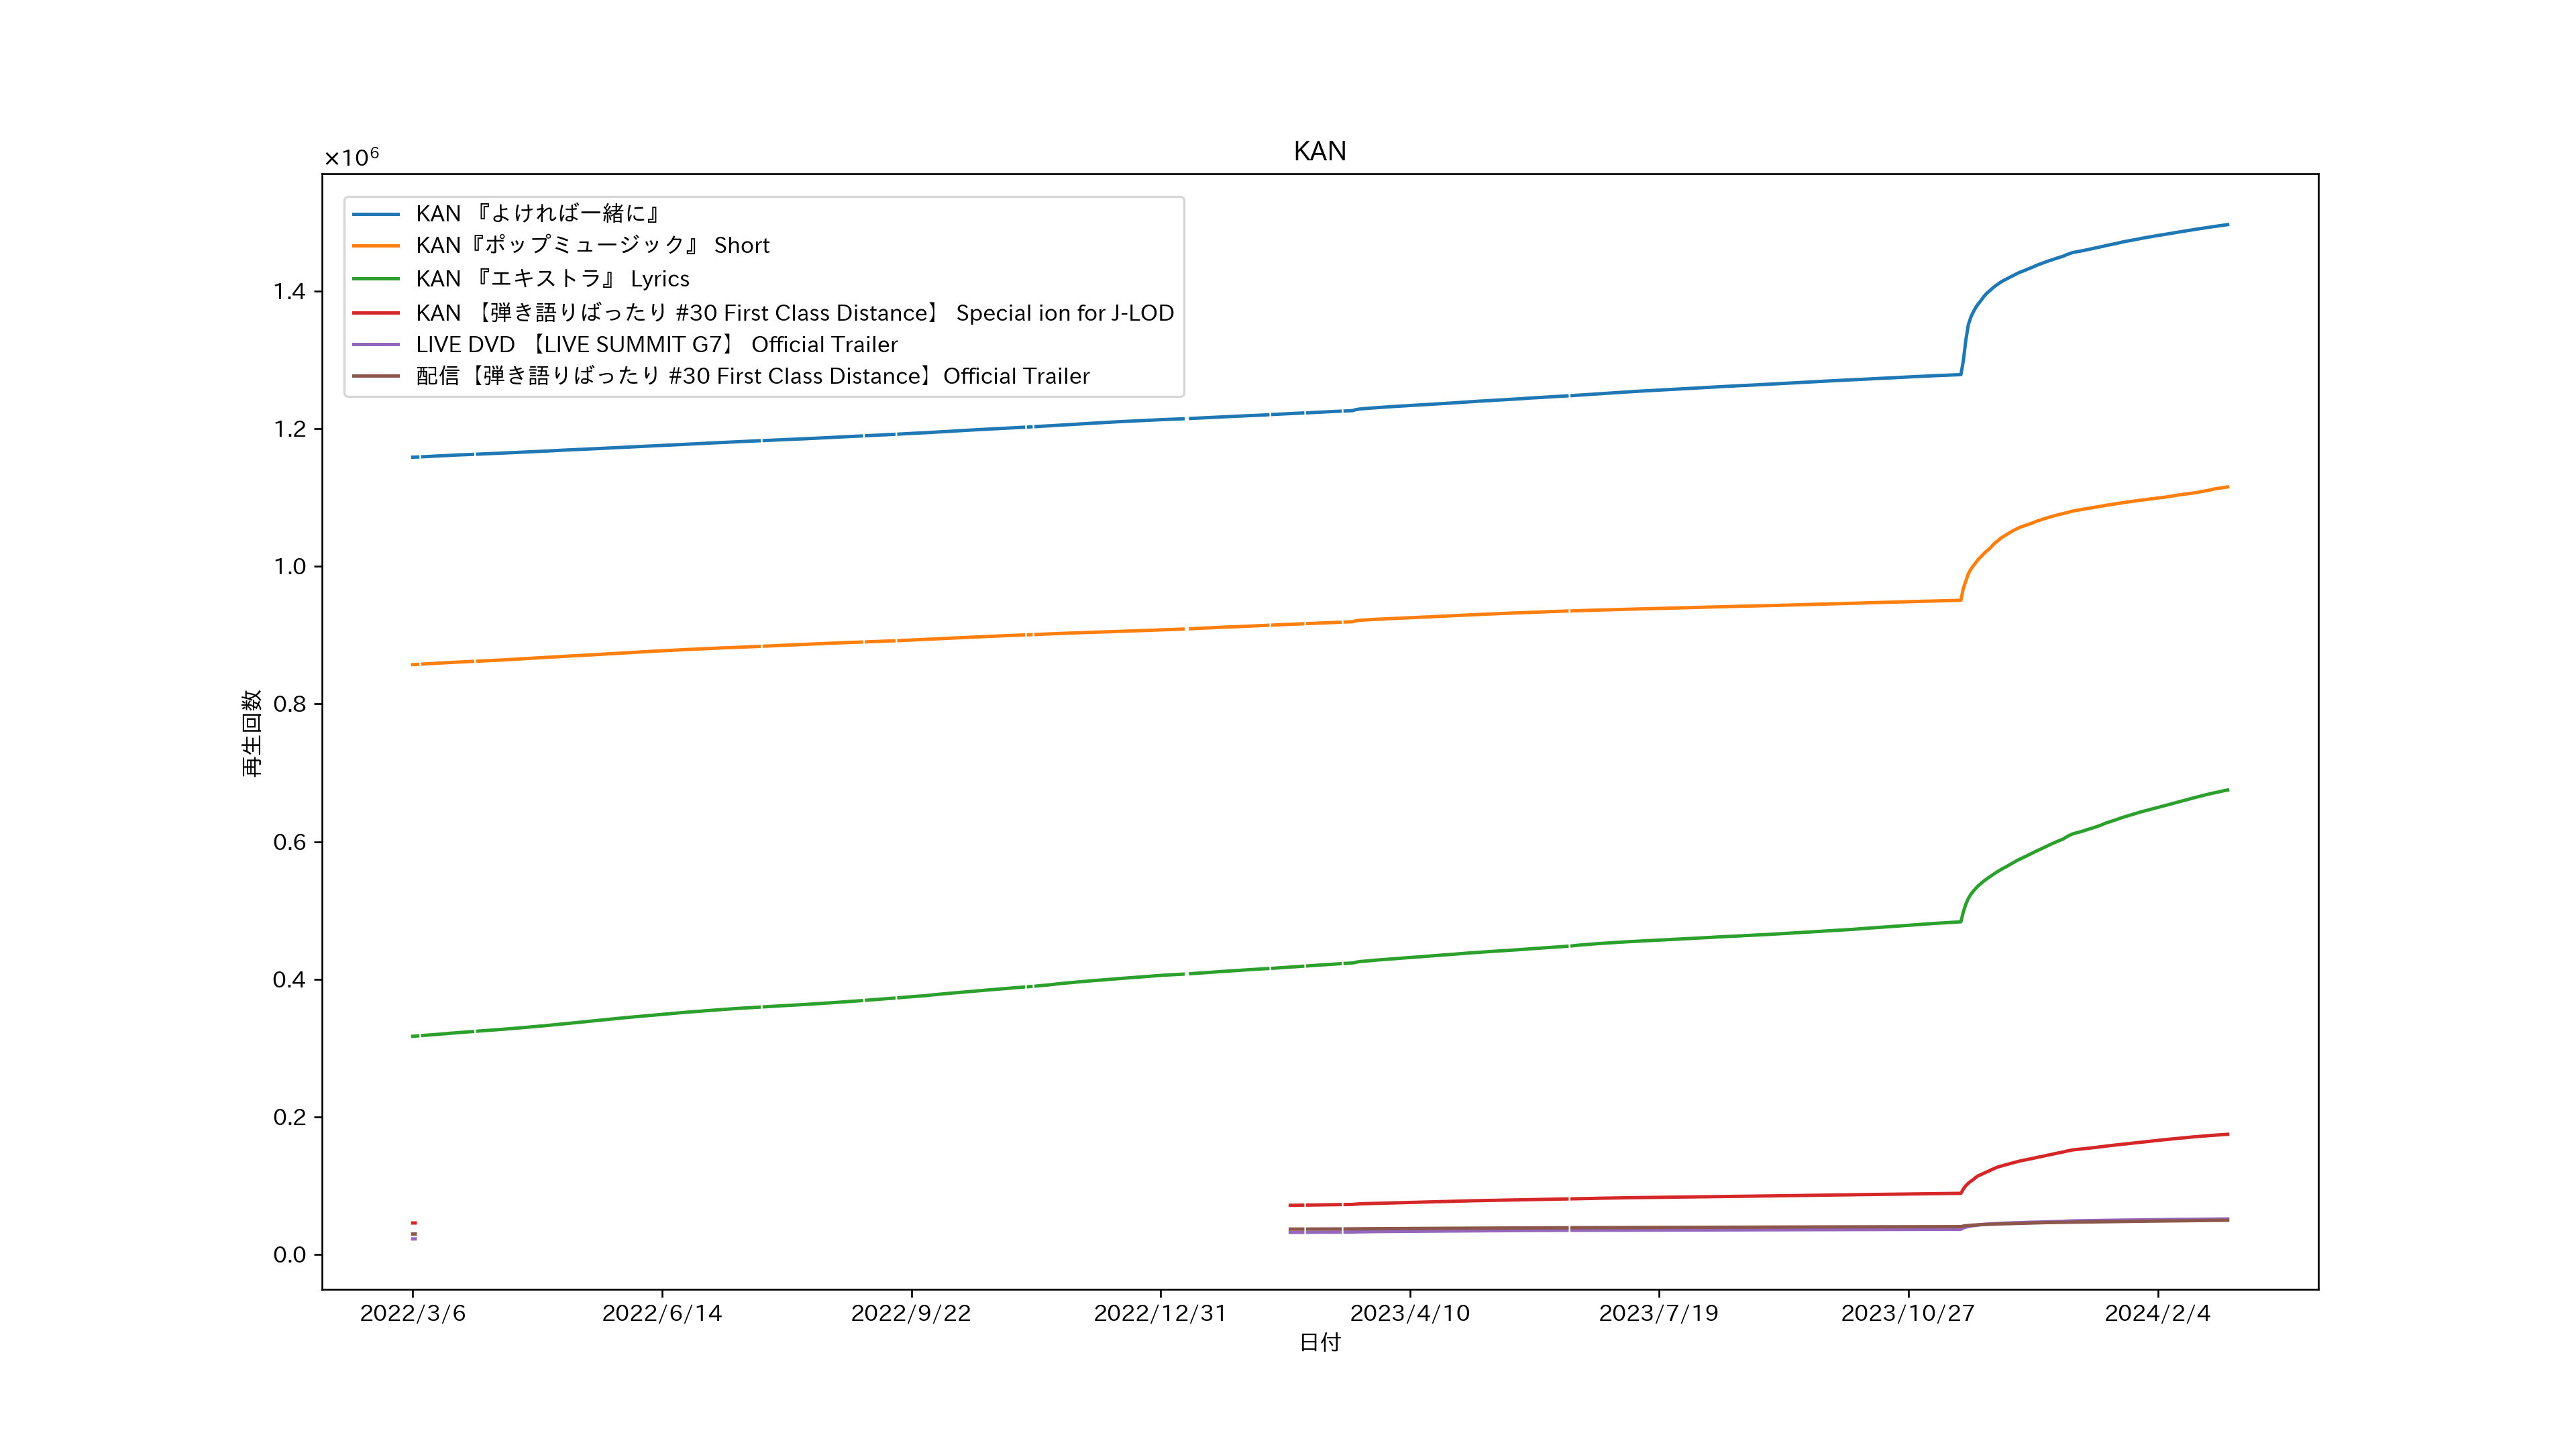 KAN
×10⁶
KAN 『よければ一緒に』
KAN『ポップミュージック』 Short
KAN 『エキストラ』 Lyrics
KAN 【弾き語りばったり #30 First Class Distance】 Special ion for J-LOD
LIVE DVD 【LIVE SUMMIT G7】 Official Trailer
配信【弾き語りばったり #30 First Class Distance】Official Trailer
1.4
1.2
1.0
0.8
0.6
0.4
0.2
0.0
再生回数
2022/3/6 2022/6/14 2022/9/22 2022/12/31 2023/4/10 2023/7/19 2023/10/27 2024/2/4
日付